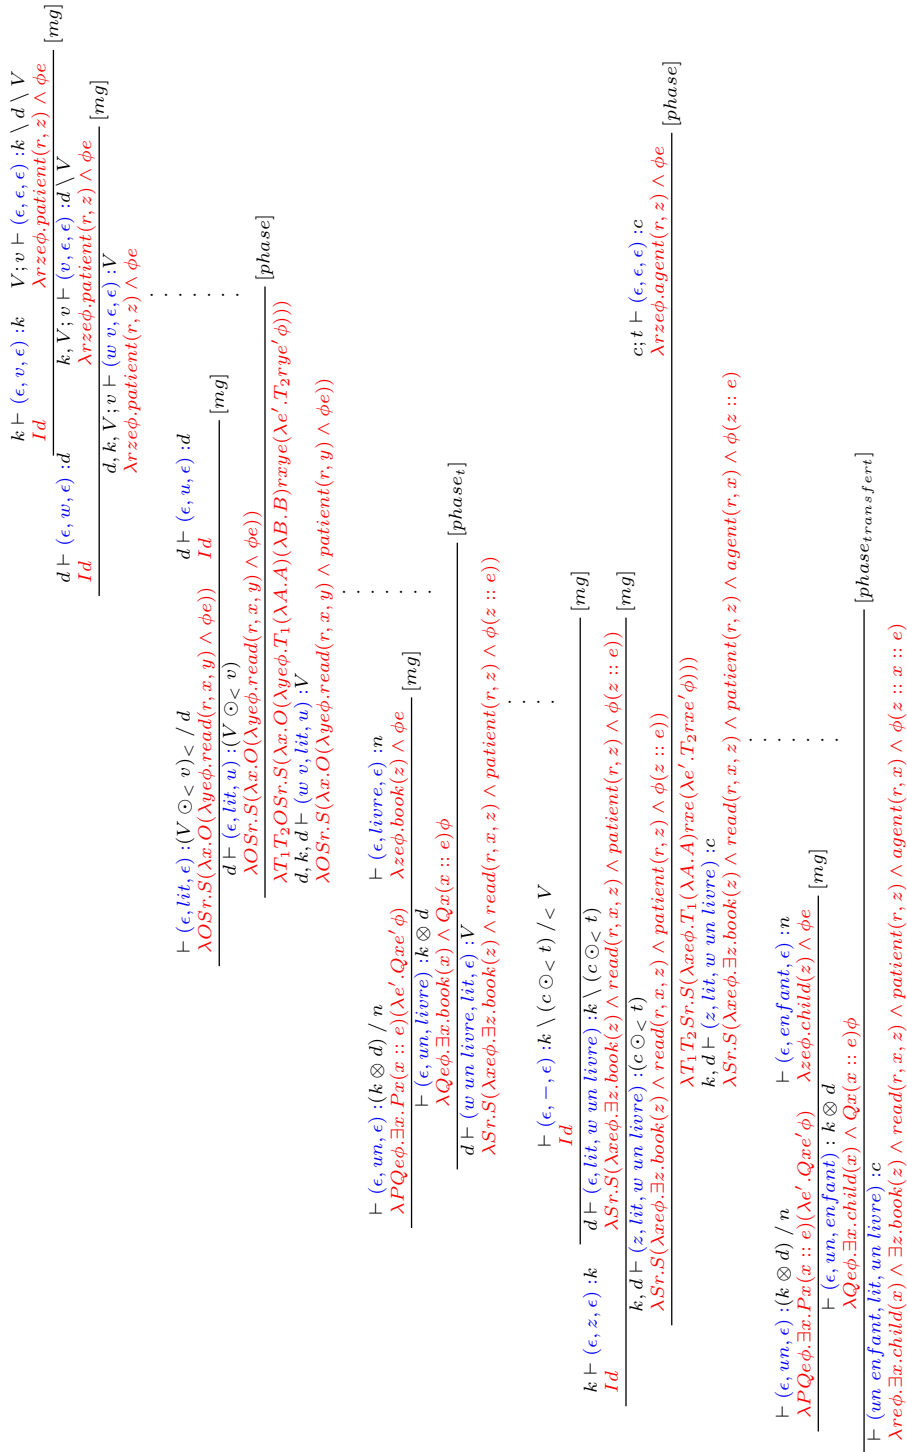 k ⊢ (ϵ, v, ϵ) :k    V; v ⊢ (ϵ, ϵ, ϵ) :k \ d \ V
Id    λrzeϕ.patient(r, z) ∧ ϕe    [mg]
d ⊢ (ϵ, w, ϵ) :d    k, V; v ⊢ (v, ϵ, ϵ) :d \ V
Id    λrzeϕ.patient(r, z) ∧ ϕe    [mg]
d, k, V; v ⊢ (w v, ϵ, ϵ) :V
λrzeϕ.patient(r, z) ∧ ϕe
⊢ (ϵ, lit, ϵ) :(V ⊙< v)< / d    d ⊢ (ϵ, u, ϵ) :d
λOSr.S(λx.O(λyeϕ.read(r, x, y) ∧ ϕe))    Id    [mg]
d ⊢ (ϵ, lit, u) :(V ⊙< v)
λOSr.S(λx.O(λyeϕ.read(r, x, y) ∧ ϕe))    [phase]
λT₁T₂OSr.S(λx.O(λyeϕ.T₁(λA.A)(λB.B)rxye(λe′.T₂rye′ϕ)))
d, k, d ⊢ (w v, lit, u) :V
λOSr.S(λx.O(λyeϕ.read(r, x, y) ∧ patient(r, y) ∧ ϕe))
⊢ (ϵ, un, ϵ) :(k ⊗ d) / n    ⊢ (ϵ, livre, ϵ) :n
λPQeϕ.∃x.Px(x :: e)(λe′.Qxe′ϕ)    λzeϕ.book(z) ∧ ϕe    [mg]
⊢ (ϵ, un, livre) :k ⊗ d
λQeϕ.∃x.book(x) ∧ Qx(x :: e)ϕ    [phaseₜ]
d ⊢ (w un livre, lit, ϵ) :V
λSr.S(λxeϕ.∃z.book(z) ∧ read(r, x, z) ∧ patient(r, z) ∧ ϕ(z :: e))
⊢ (ϵ, −, ϵ) :k \ (c ⊙< t) /< V
Id    [mg]
k ⊢ (ϵ, z, ϵ) :k    d ⊢ (ϵ, lit, w un livre) :k \ (c ⊙< t)
Id    λSr.S(λxeϕ.∃z.book(z) ∧ read(r, x, z) ∧ patient(r, z) ∧ ϕ(z :: e))    [mg]
k, d ⊢ (z, lit, w un livre) :(c ⊙< t)    c; t ⊢ (ϵ, ϵ, ϵ) :c
λSr.S(λxeϕ.∃z.book(z) ∧ read(r, x, z) ∧ patient(r, z) ∧ ϕ(z :: e))    λrzeϕ.agent(r, z) ∧ ϕe    [phase]
λT₁T₂Sr.S(λxeϕ.T₁(λA.A)rxe(λe′.T₂rxe′ϕ)))
k, d ⊢ (z, lit, w un livre) :c
λSr.S(λxeϕ.∃z.book(z) ∧ read(r, x, z) ∧ patient(r, z) ∧ agent(r, x) ∧ ϕ(z :: e)
⊢ (ϵ, un, ϵ) :(k ⊗ d) / n    ⊢ (ϵ, enfant, ϵ) :n
λPQeϕ.∃x.Px(x :: e)(λe′.Qxe′ϕ)    λzeϕ.child(z) ∧ ϕe    [mg]
⊢ (ϵ, un, enfant) : k ⊗ d
λQeϕ.∃x.child(x) ∧ Qx(x :: e)ϕ    [phase_transfert]
⊢ (un enfant, lit, un livre) :c
λreϕ.∃x.child(x) ∧ ∃z.book(z) ∧ read(r, x, z) ∧ patient(r, z) ∧ agent(r, x) ∧ ϕ(z :: x :: e)